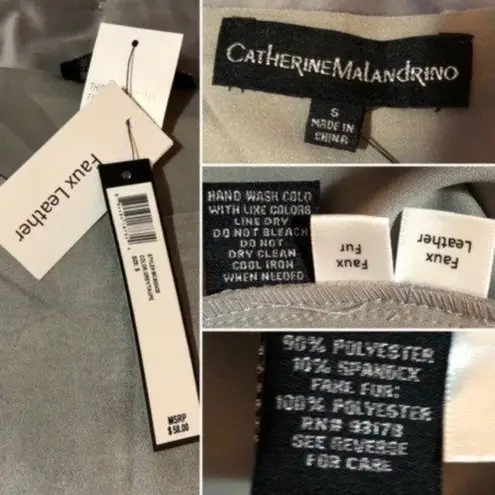 Faux Leather
SIZE: S
MSRP
$58.00
CATHERINE MALANDRINO
S
MADE IN
CHINA
HAND WASH COLD
WITH LIKE COLORS
LINE DRY
DO NOT BLEACH
DO NOT
DRY CLEAN
COOL IRON
WHEN NEEDED
Faux
Fur
Faux
Leather
90% POLYESTER
10% SPANDEX
FAKE FUR:
100% POLYESTER
RN# 93178
SEE REVERSE
FOR CARE